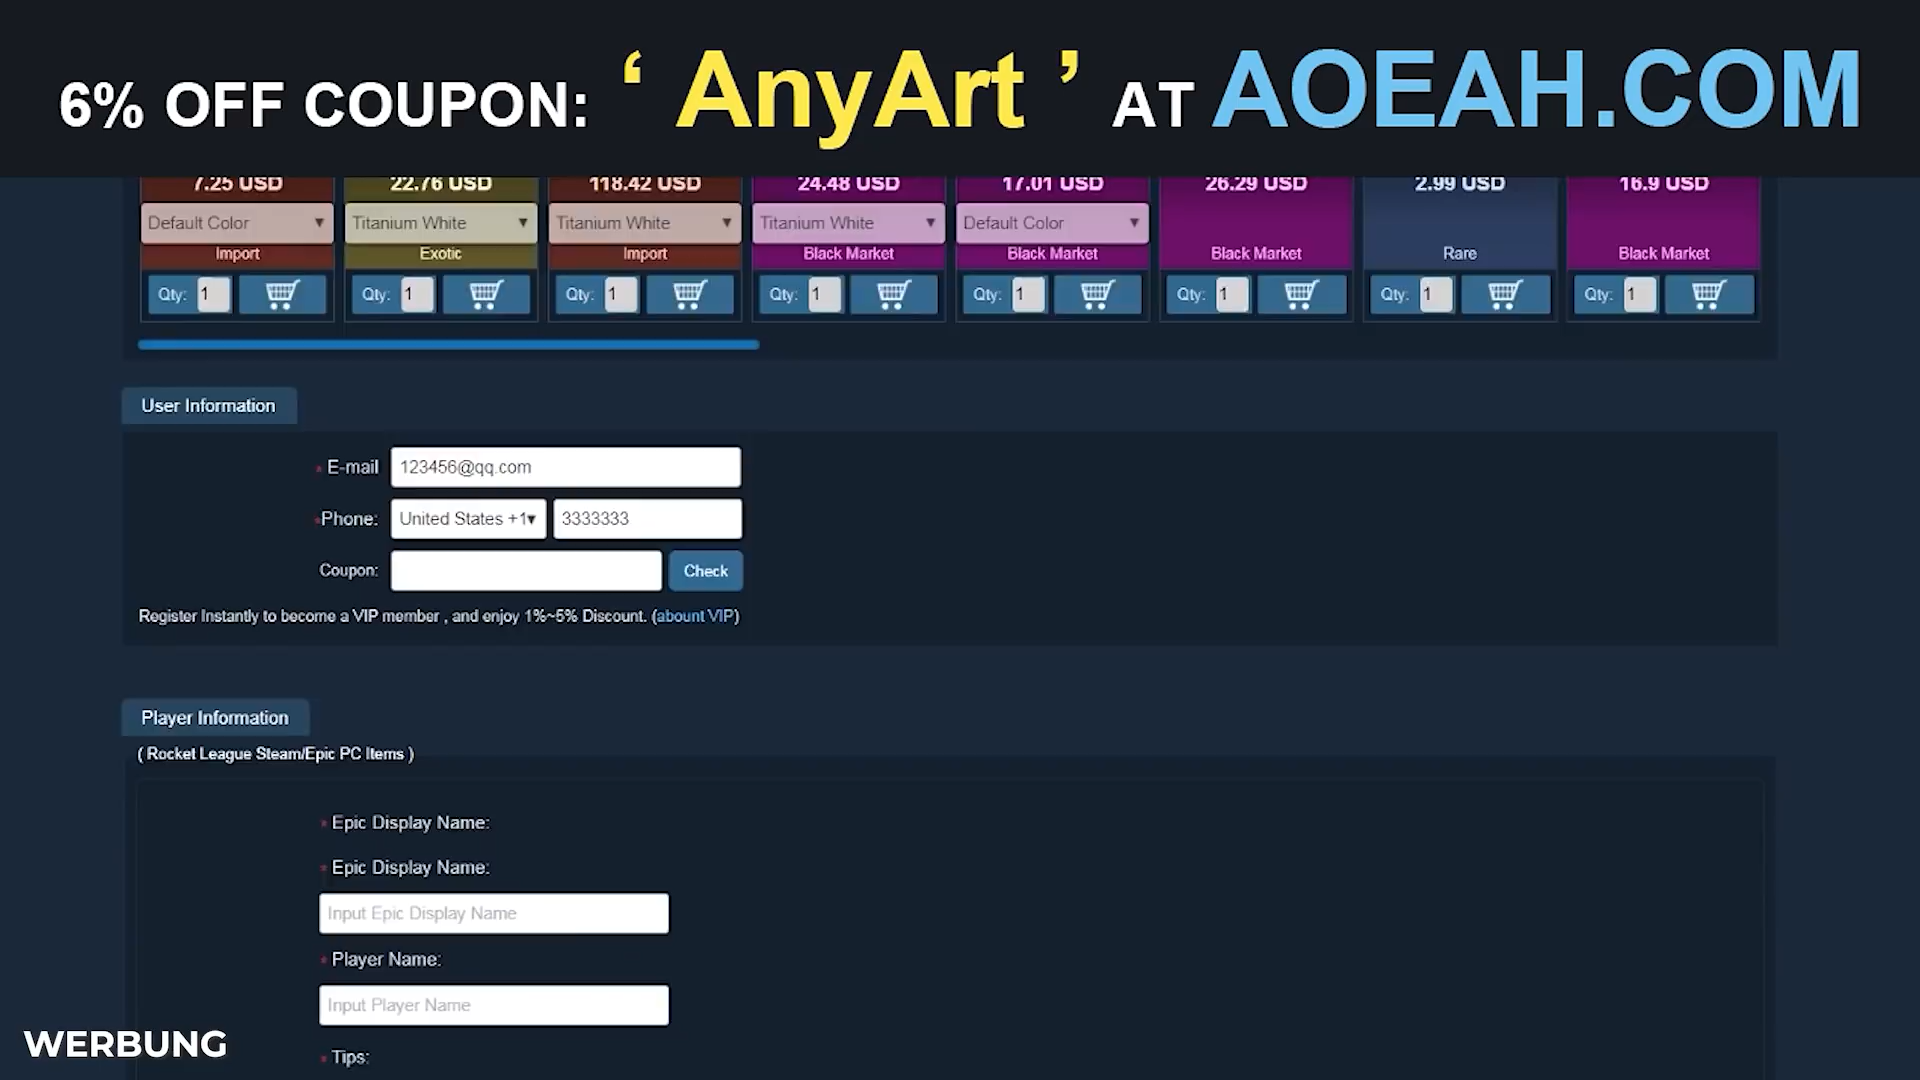 6% OFF COUPON: ‘ AnyArt ’ AT AOEAH.COM
7.25 USD 22.76 USD 118.42 USD 24.48 USD 17.01 USD 26.29 USD 2.99 USD 16.9 USD
Default Color Titanium White Titanium White Titanium White Default Color
Import Exotic Import Black Market Black Market Black Market Rare Black Market
Qty: 1 Qty: 1 Qty: 1 Qty: 1 Qty: 1 Qty: 1 Qty: 1 Qty: 1
User Information
* E-mail 123456@qq.com
*Phone: United States +1 3333333
Coupon: Check
Register Instantly to become a VIP member , and enjoy 1%~5% Discount. (abount VIP)
Player Information
( Rocket League Steam/Epic PC Items )
* Epic Display Name:
* Epic Display Name:
Input Epic Display Name
* Player Name:
Input Player Name
* Tips:
WERBUNG